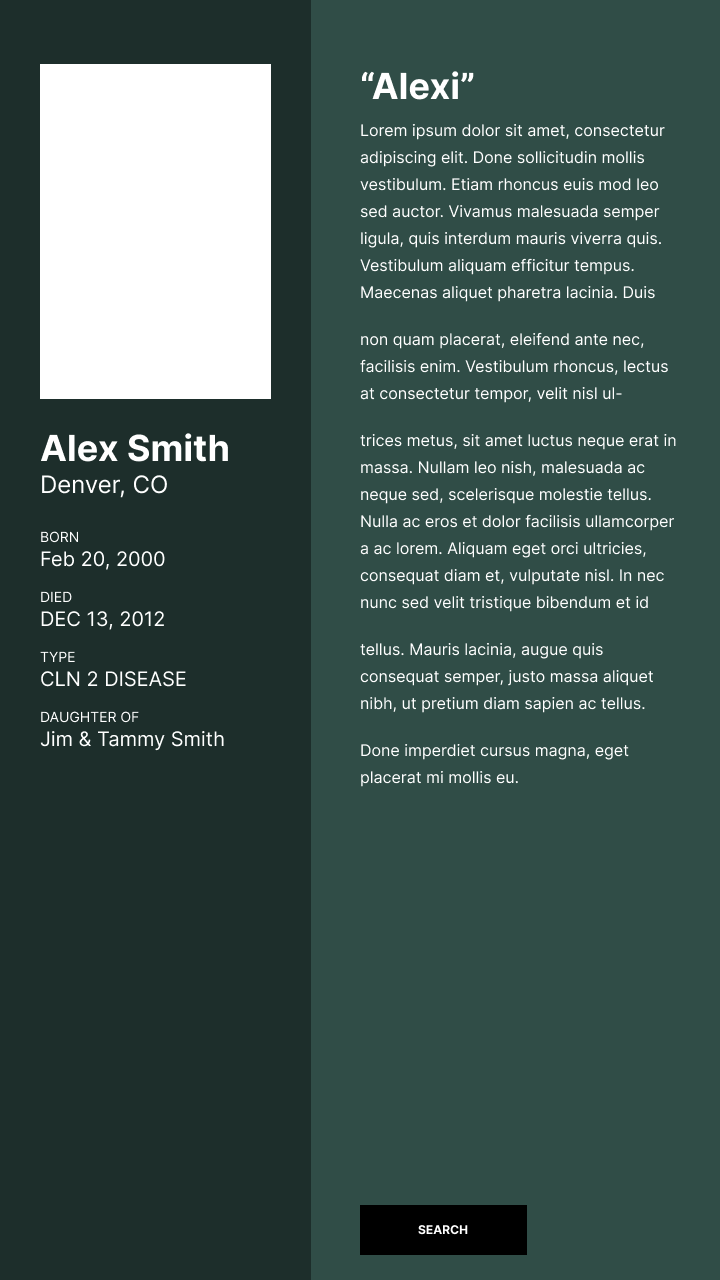 Alex Smith
Denver, CO
BORN
Feb 20, 2000
DIED
DEC 13, 2012
TYPE
CLN 2 DISEASE
DAUGHTER OF
Jim & Tammy Smith
“Alexi”
Lorem ipsum dolor sit amet, consectetur
adipiscing elit. Done sollicitudin mollis
vestibulum. Etiam rhoncus euis mod leo
sed auctor. Vivamus malesuada semper
ligula, quis interdum mauris viverra quis.
Vestibulum aliquam efficitur tempus.
Maecenas aliquet pharetra lacinia. Duis
non quam placerat, eleifend ante nec,
facilisis enim. Vestibulum rhoncus, lectus
at consectetur tempor, velit nisl ul-
trices metus, sit amet luctus neque erat in
massa. Nullam leo nish, malesuada ac
neque sed, scelerisque molestie tellus.
Nulla ac eros et dolor facilisis ullamcorper
a ac lorem. Aliquam eget orci ultricies,
consequat diam et, vulputate nisl. In nec
nunc sed velit tristique bibendum et id
tellus. Mauris lacinia, augue quis
consequat semper, justo massa aliquet
nibh, ut pretium diam sapien ac tellus.
Done imperdiet cursus magna, eget
placerat mi mollis eu.
SEARCH